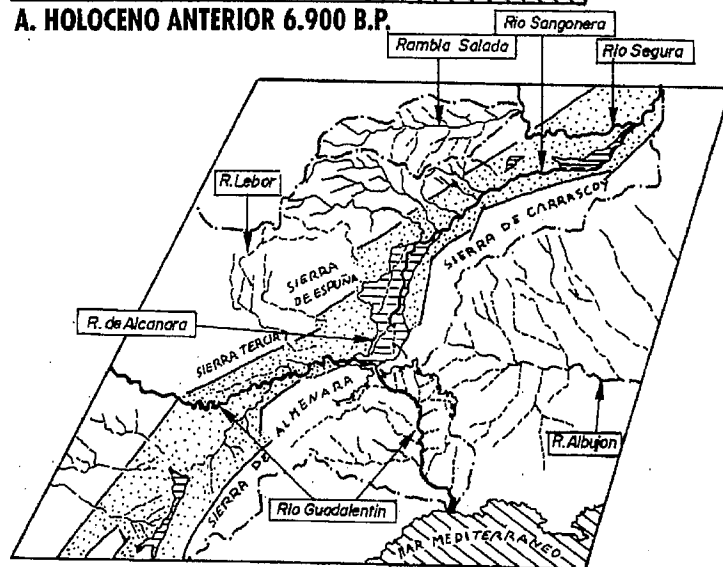 A. HOLOCENO ANTERIOR 6.900 B.P.
Rio Sangonera
Rambla Salada
Rio Segura
R. Lebor
SIERRA DE CARRASCOY
SIERRA
DE ESPUÑA
R. de Alcanara
SIERRA TERCIA
SIERRA DE ALMENARA
R. Albujon
Rio Guadalentin
MAR MEDITERRANEO